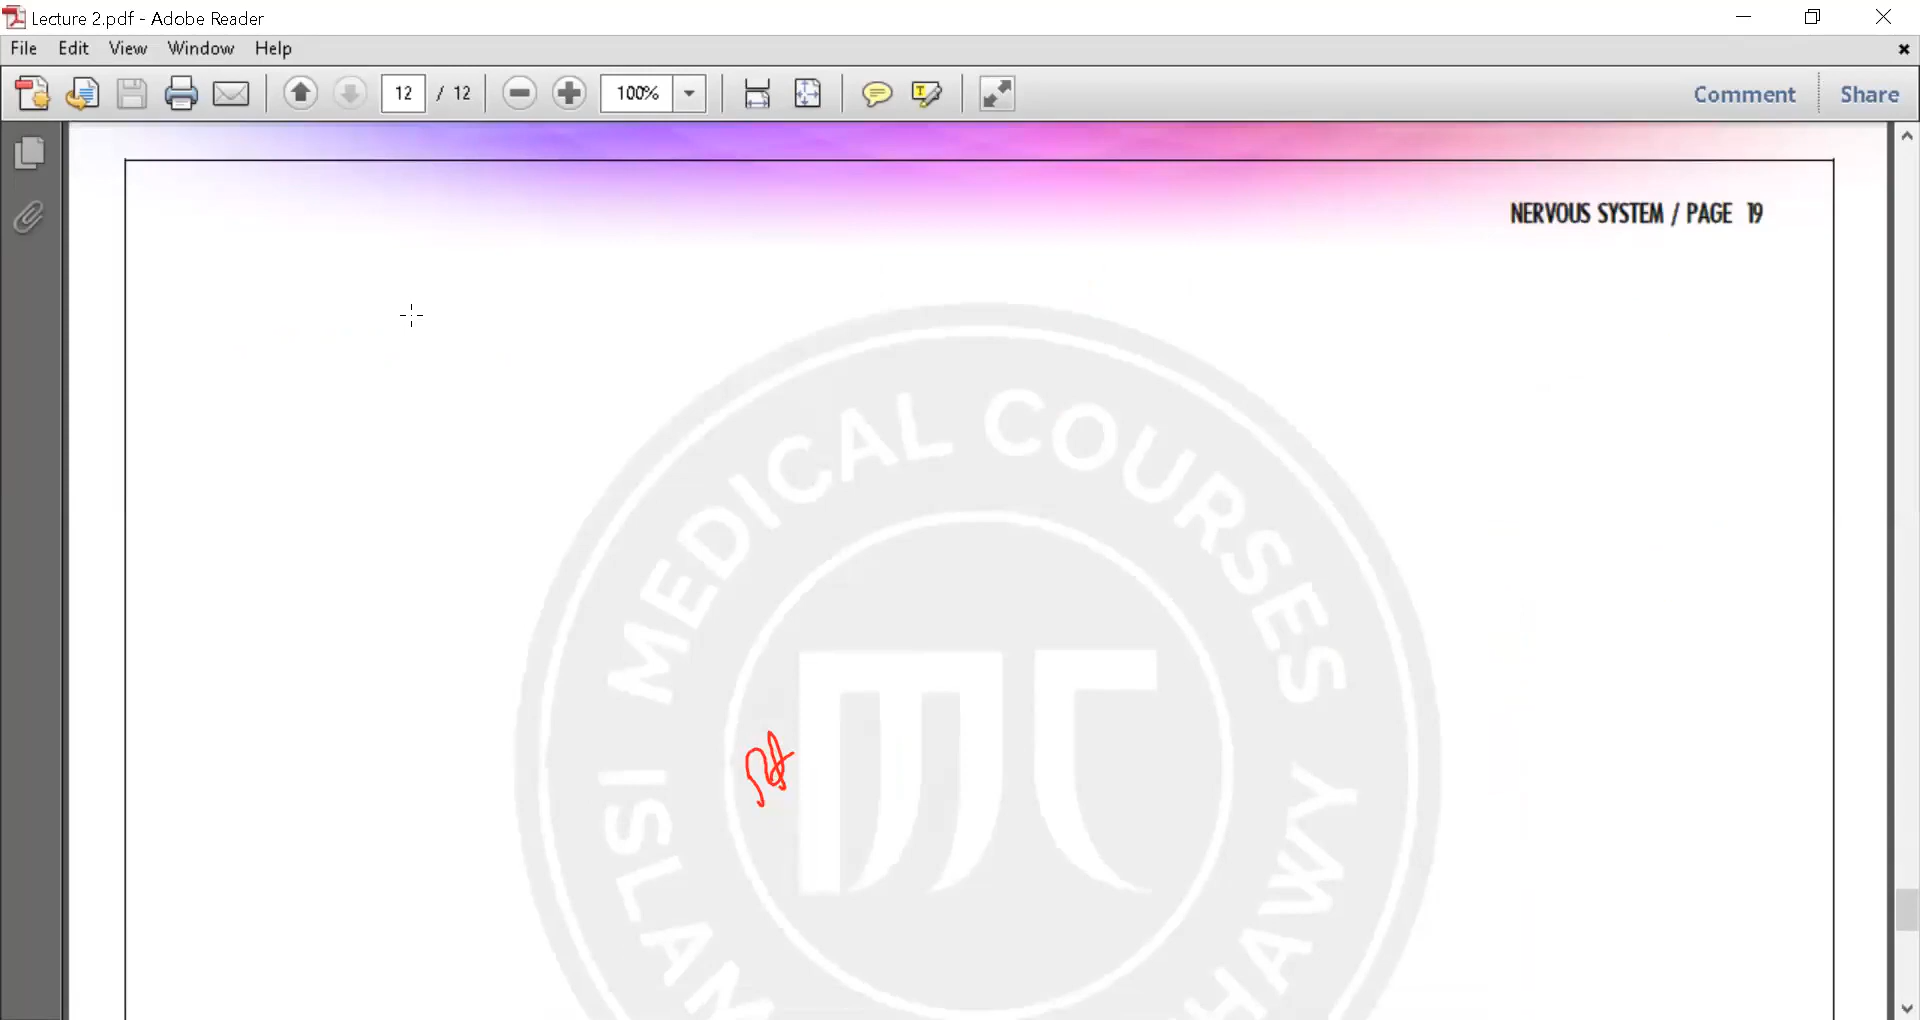 Lecture 2.pdf - Adobe Reader
File Edit View Window Help
12 / 12 100% Comment Share
NERVOUS SYSTEM / PAGE 19
MEDICAL COURSES